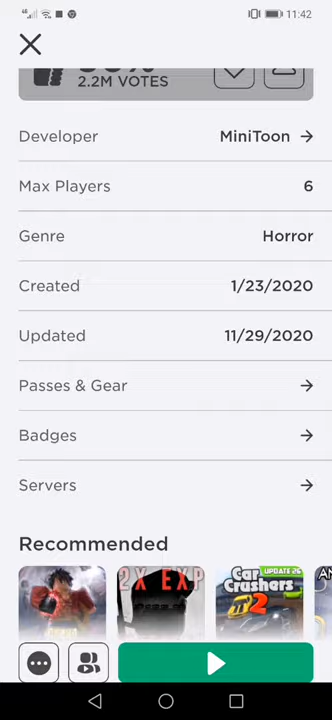 11:42
2.2M VOTES
Developer MiniToon
Max Players 6
Genre Horror
Created 1/23/2020
Updated 11/29/2020
Passes & Gear
Badges
Servers
Recommended
2X EXP
UPDATE 26
Car
Crushers
2